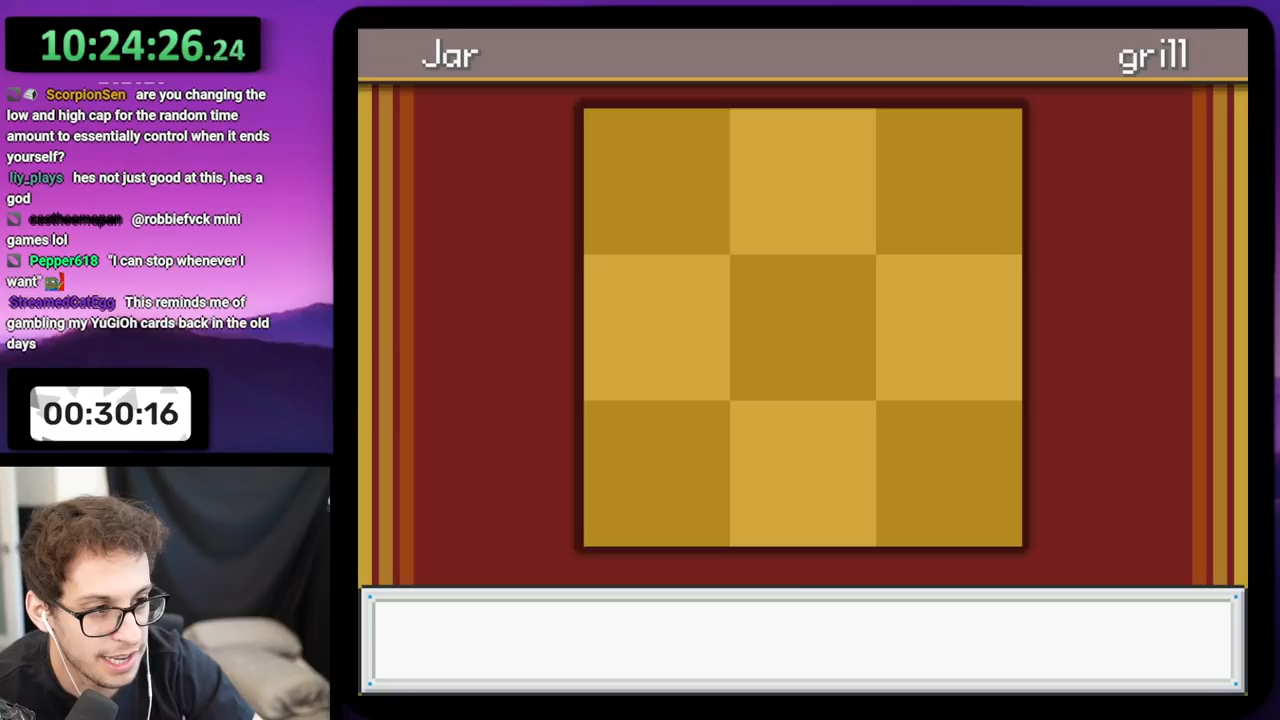 10:24:26.24
Jar
grill
ScorpionSen are you changing the
low and high cap for the random time
amount to essentially control when it ends
yourself?
liy_plays hes not just good at this, hes a
god
@robbiefvck mini
games lol
Pepper618 "I can stop whenever I
want"
StreamedCatEgg This reminds me of
gambling my YuGiOh cards back in the old
days
00:30:16